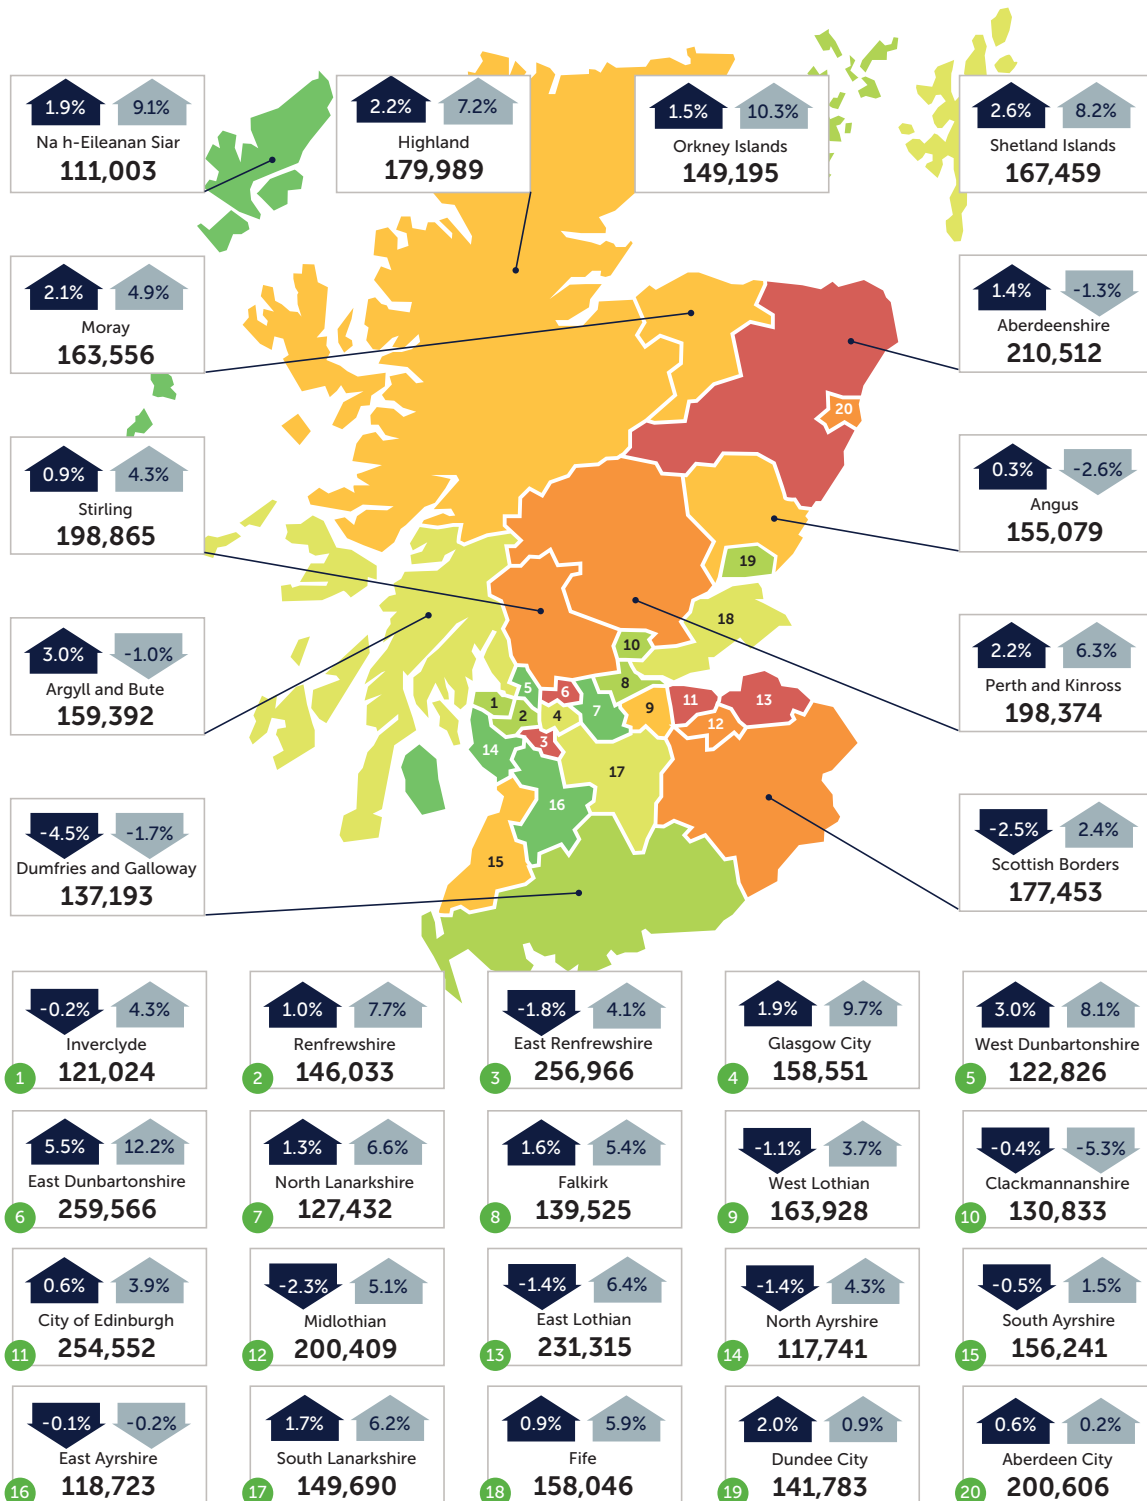 1.9% 9.1%
Na h-Eileanan Siar
111,003
2.2% 7.2%
Highland
179,989
1.5% 10.3%
Orkney Islands
149,195
2.6% 8.2%
Shetland Islands
167,459
2.1% 4.9%
Moray
163,556
1.4% -1.3%
Aberdeenshire
210,512
0.9% 4.3%
Stirling
198,865
0.3% -2.6%
Angus
155,079
3.0% -1.0%
Argyll and Bute
159,392
2.2% 6.3%
Perth and Kinross
198,374
-4.5% -1.7%
Dumfries and Galloway
137,193
-2.5% 2.4%
Scottish Borders
177,453
20
19
18
10
8
5
6
11
13
1
2
4
7
9
12
3
14
17
16
15
-0.2% 4.3%
Inverclyde
1 121,024
1.0% 7.7%
Renfrewshire
2 146,033
-1.8% 4.1%
East Renfrewshire
3 256,966
1.9% 9.7%
Glasgow City
4 158,551
3.0% 8.1%
West Dunbartonshire
5 122,826
5.5% 12.2%
East Dunbartonshire
6 259,566
1.3% 6.6%
North Lanarkshire
7 127,432
1.6% 5.4%
Falkirk
8 139,525
-1.1% 3.7%
West Lothian
9 163,928
-0.4% -5.3%
Clackmannanshire
10 130,833
0.6% 3.9%
City of Edinburgh
11 254,552
-2.3% 5.1%
Midlothian
12 200,409
-1.4% 6.4%
East Lothian
13 231,315
-1.4% 4.3%
North Ayrshire
14 117,741
-0.5% 1.5%
South Ayrshire
15 156,241
-0.1% -0.2%
East Ayrshire
16 118,723
1.7% 6.2%
South Lanarkshire
17 149,690
0.9% 5.9%
Fife
18 158,046
2.0% 0.9%
Dundee City
19 141,783
0.6% 0.2%
Aberdeen City
20 200,606